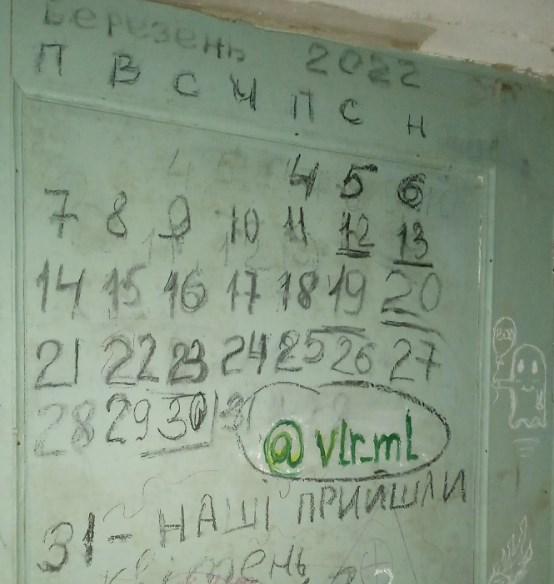 Березень 2022
П В С Ч П С Н
4 5 6
7 8 9 10 11 12 13
14 15 16 17 18 19 20
21 22 23 24 25 26 27
28 29 30 31
@vlr_ml
31 - НАШІ ПРИЙШЛИ